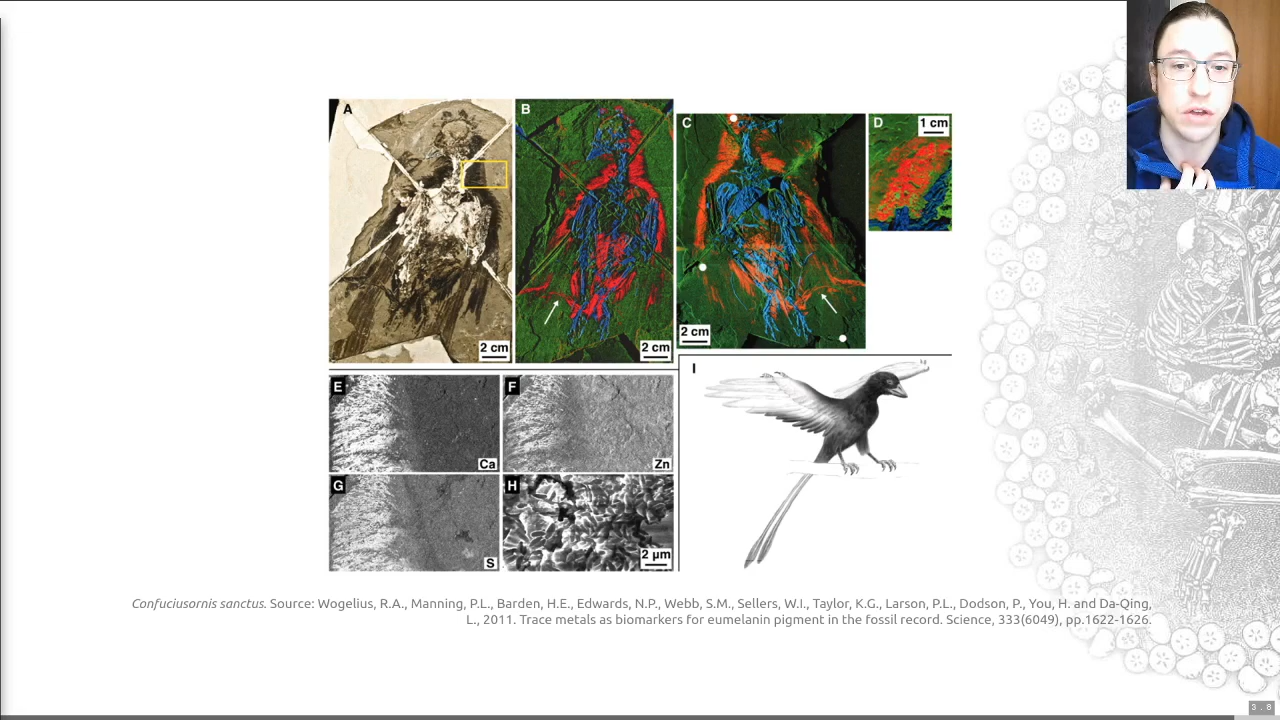 A
B
C
D
1 cm
2 cm
2 cm
2 cm
E
Ca
F
Zn
G
S
H
2 μm
I
Confuciusornis sanctus. Source: Wogelius, R.A., Manning, P.L., Barden, H.E., Edwards, N.P., Webb, S.M., Sellers, W.I., Taylor, K.G., Larson, P.L., Dodson, P., You, H. and Da-Qing,
L., 2011. Trace metals as biomarkers for eumelanin pigment in the fossil record. Science, 333(6049), pp.1622-1626.
3 . 8